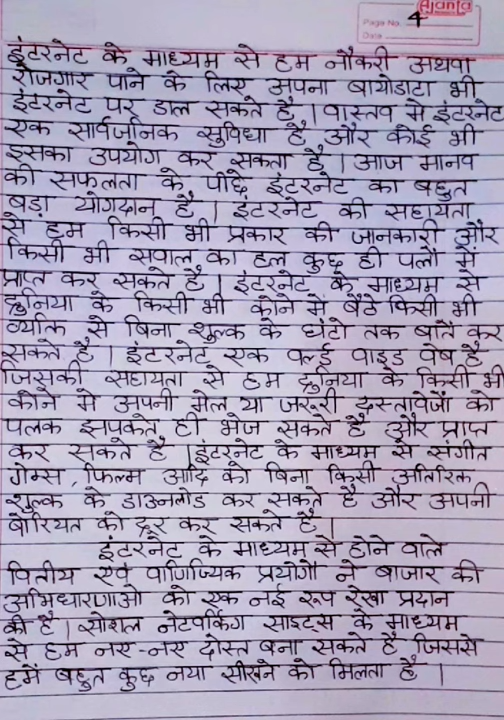 Ajanta
Page No. 4
Date
इंटरनेट के माध्यम से हम नौकरी अथवा
रोजगार पाने के लिए अपना बायोडाटा भी
इंटरनेट पर डाल सकते है । वास्तव मे इंटरनेट
एक सार्वजनिक सुविधा है और कोई भी
इसका उपयोग कर सकता है । आज मानव
की सफलता के पीछे इंटरनेट का बहुत
बड़ा योगदान है । इंटरनेट की सहायता
से हम किसी भी प्रकार की जानकारी और
किसी भी सवाल का हल कुछ ही पलों में
प्राप्त कर सकते है । इंटरनेट के माध्यम से
दुनिया के किसी भी कोने मे बैठे किसी भी
व्यक्ति से बिना शुल्क के घंटो तक बातें कर
सकते है । इंटरनेट एक वर्ल्ड वाइड वेब है
जिसकी सहायता से हम दुनिया के किसी भी
कोने मे अपनी मेल या जरूरी दस्तावेजों को
पलक झपकते ही भेज सकते है और प्राप्त
कर सकते है । इंटरनेट के माध्यम से संगीत
गेम्स, फिल्म आदि को बिना किसी अतिरिक्त
शुल्क के डाउनलोड कर सकते है और अपनी
बोरियत को दूर कर सकते है ।
इंटरनेट के माध्यम से होने वाले
वितीय एवं वाणिज्यिक प्रयोगों ने बाजार की
अभिधारणाओ को एक नई रूप रेखा प्रदान
की है । सोशल नेटवर्किंग साइट्स के माध्यम
से हम नए-नए दोस्त बना सकते है जिससे
हमें बहुत कुछ नया सीखने को मिलता है ।